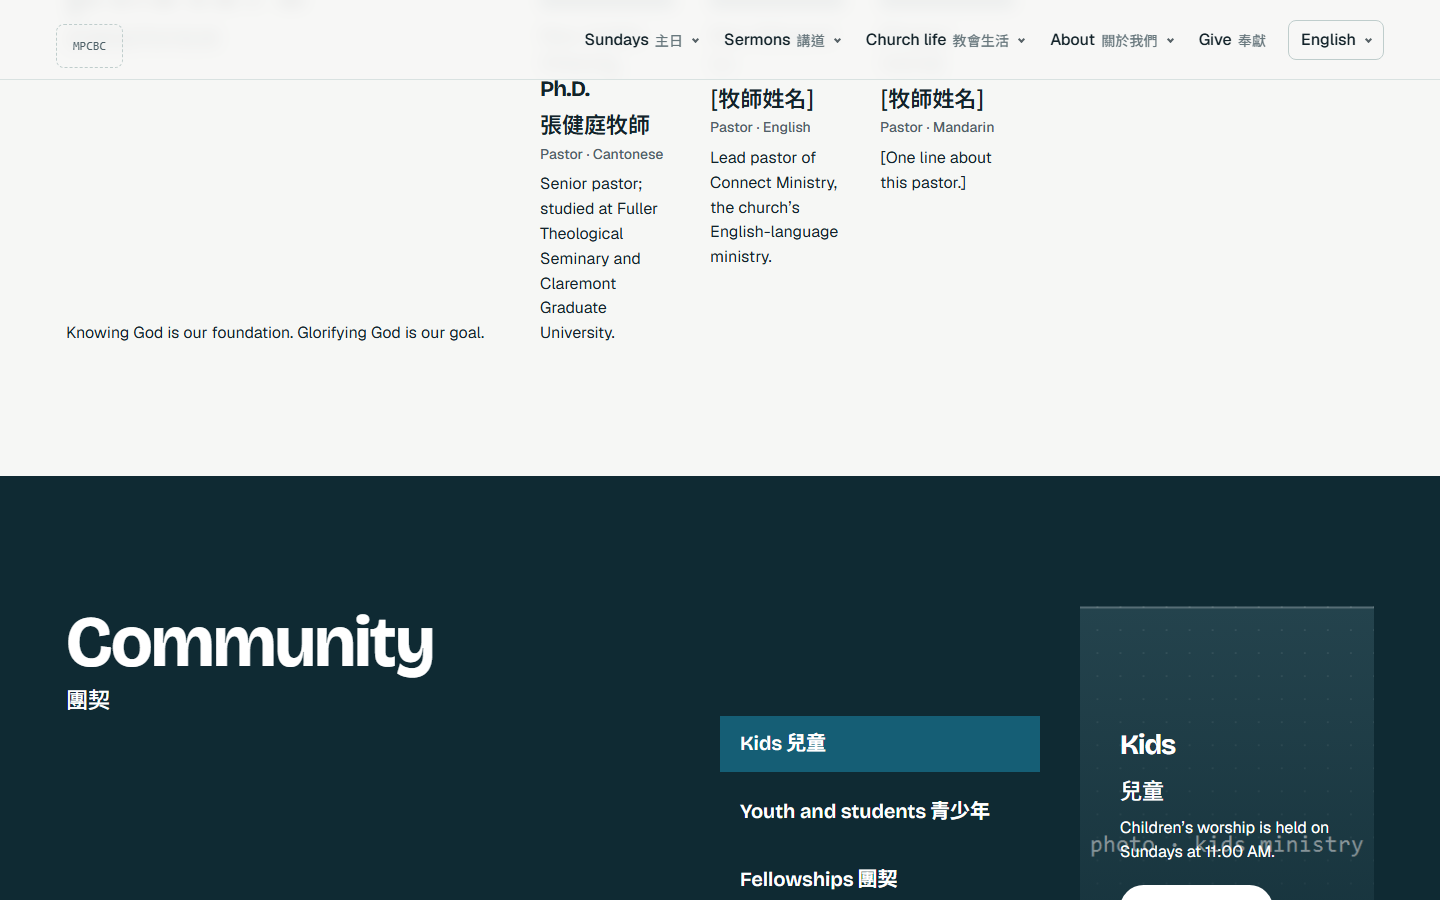 MPCBC
Sundays 主日
Sermons 講道
Church life 教會生活
About 關於我們
Give 奉獻
English
Ph.D.
張健庭牧師
Pastor · Cantonese
Senior pastor;
studied at Fuller
Theological
Seminary and
Claremont
Graduate
University.
[牧師姓名]
Pastor · English
Lead pastor of
Connect Ministry,
the church’s
English-language
ministry.
[牧師姓名]
Pastor · Mandarin
[One line about
this pastor.]
Knowing God is our foundation. Glorifying God is our goal.
Community
團契
Kids 兒童
Youth and students 青少年
Fellowships 團契
Kids
兒童
Children’s worship is held on
Sundays at 11:00 AM.
photo · kids ministry